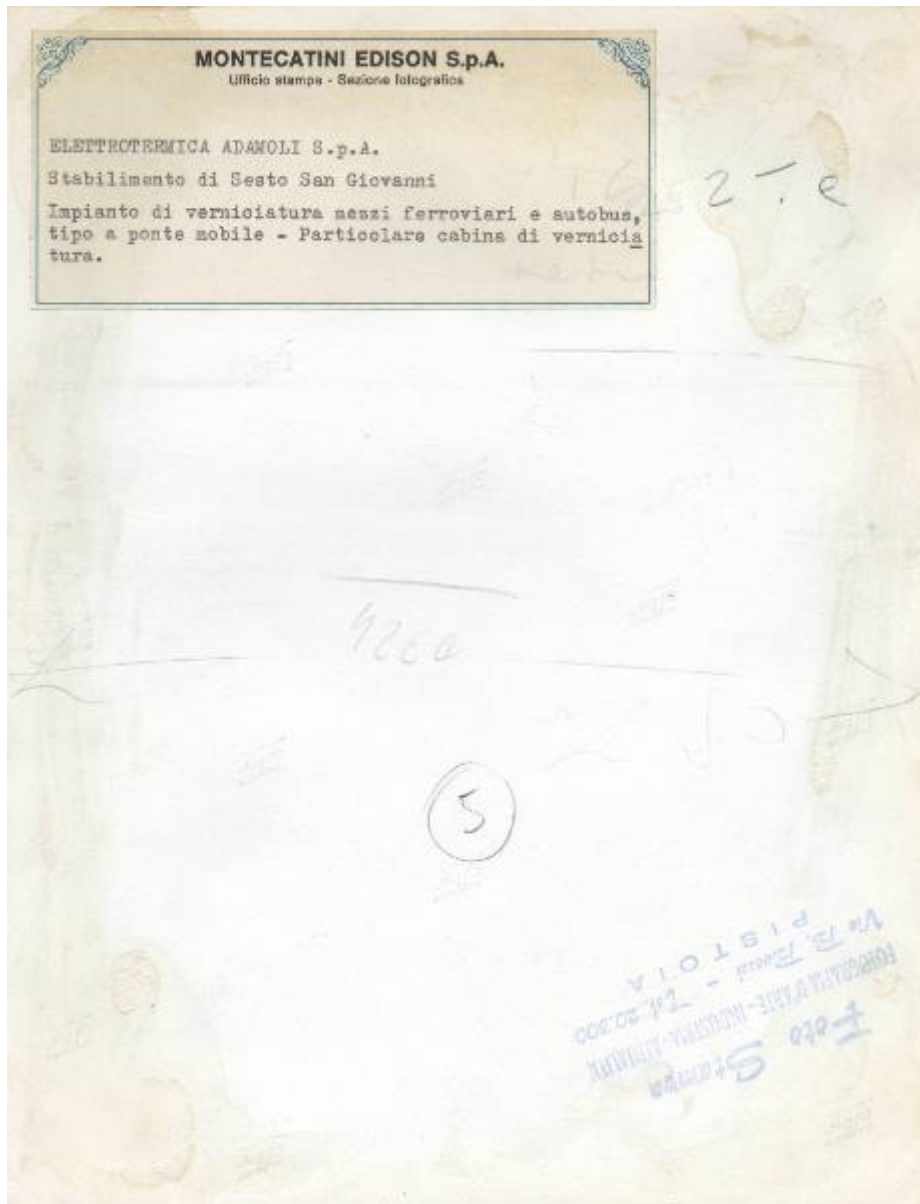 MONTECATINI EDISON S.p.A.
Ufficio stampa - Sezione fotografica
ELETTROTERMICA ADAMOLI S.p.A.
Stabilimento di Sesto San Giovanni
Impianto di verniciatura mezzi ferroviari e autobus,
tipo a ponte mobile - Particolare cabina di vernicia
tura.
5
Foto Stampa
FOTOGRAFIA D'ARTE - INDUSTRIA - ATTUALITÀ
Tel. 20.300
PISTOIA